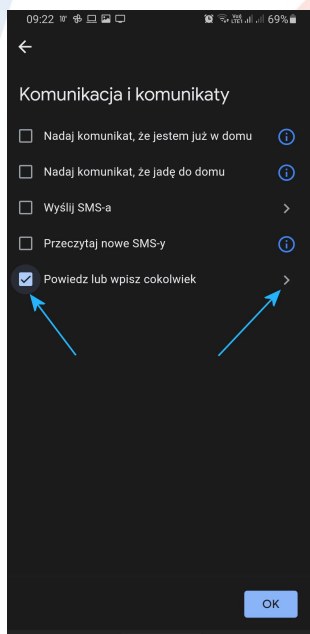 09:22
69%
Komunikacja i komunikaty
Nadaj komunikat, że jestem już w domu
Nadaj komunikat, że jadę do domu
Wyślij SMS-a
Przeczytaj nowe SMS-y
Powiedz lub wpisz cokolwiek
OK